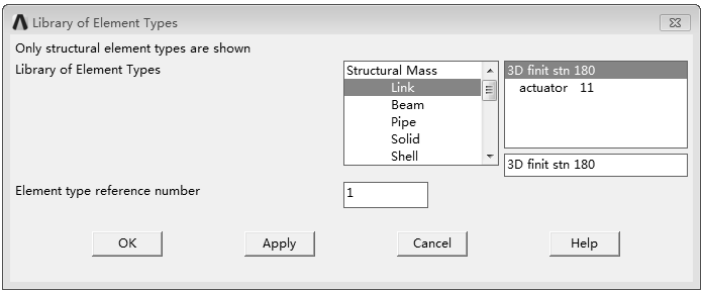 Library of Element Types
Only structural element types are shown
Library of Element Types
Structural Mass
Link
Beam
Pipe
Solid
Shell
3D finit stn 180
actuator 11
3D finit stn 180
Element type reference number
1
OK
Apply
Cancel
Help